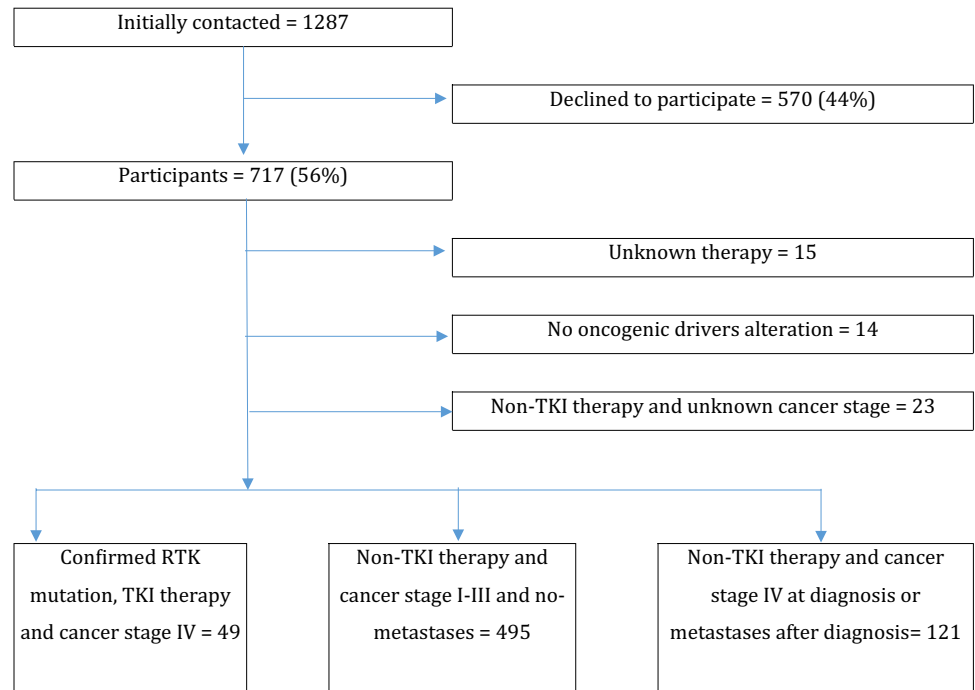 Initially contacted = 1287
Declined to participate = 570 (44%)
Participants = 717 (56%)
Unknown therapy = 15
No oncogenic drivers alteration = 14
Non-TKI therapy and unknown cancer stage = 23
Confirmed RTK
mutation, TKI therapy
and cancer stage IV = 49
Non-TKI therapy and
cancer stage I-III and no-
metastases = 495
Non-TKI therapy and cancer
stage IV at diagnosis or
metastases after diagnosis= 121